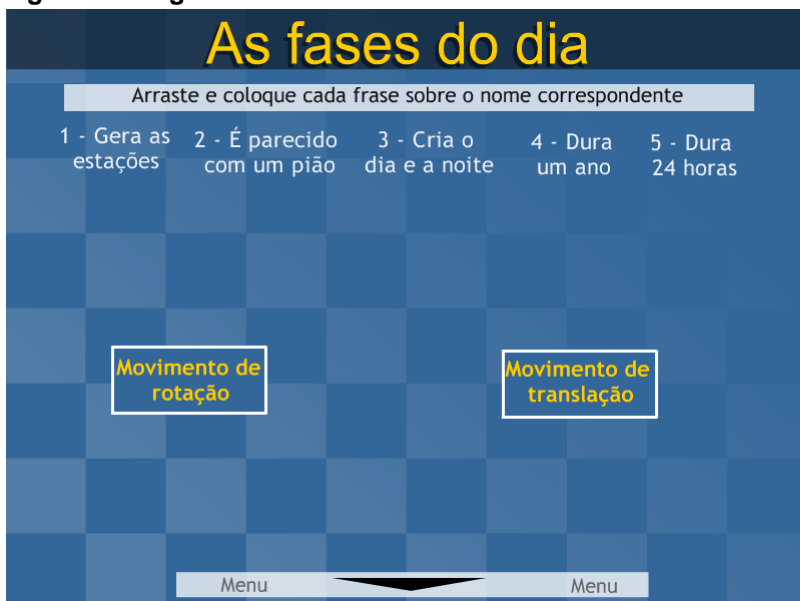 As fases do dia
Arraste e coloque cada frase sobre o nome correspondente
1 - Gera as
estações
2 - É parecido
com um pião
3 - Cria o
dia e a noite
4 - Dura
um ano
5 - Dura
24 horas
Movimento de
rotação
Movimento de
translação
Menu
Menu